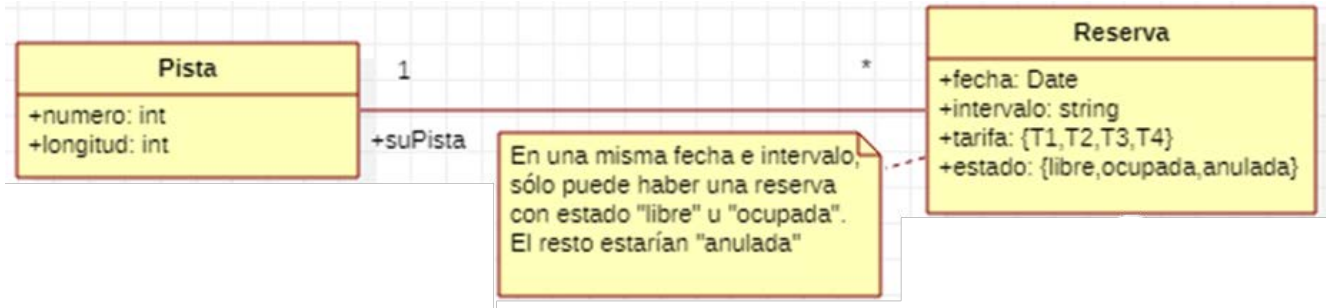 Pista
+numero: int
+longitud: int
1
+suPista
*
En una misma fecha e intervalo,
sólo puede haber una reserva
con estado "libre" u "ocupada".
El resto estarían "anulada"
Reserva
+fecha: Date
+intervalo: string
+tarifa: {T1,T2,T3,T4}
+estado: {libre,ocupada,anulada}